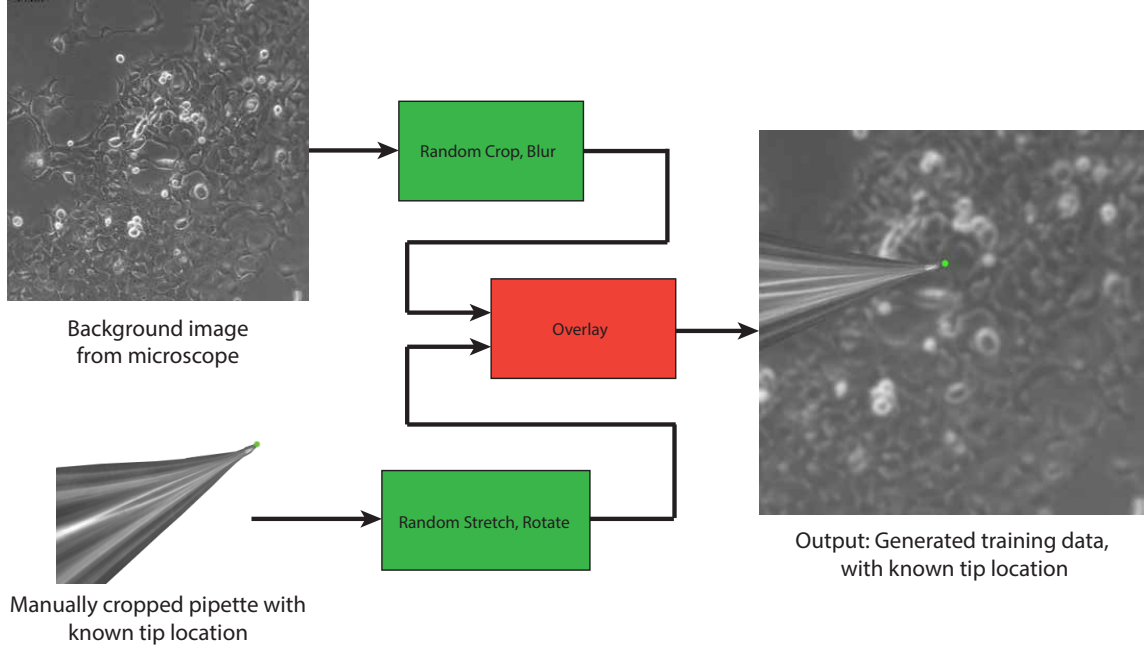 Random Crop, Blur
Background image
from microscope
Overlay
Random Stretch, Rotate
Manually cropped pipette with
known tip location
Output: Generated training data,
with known tip location